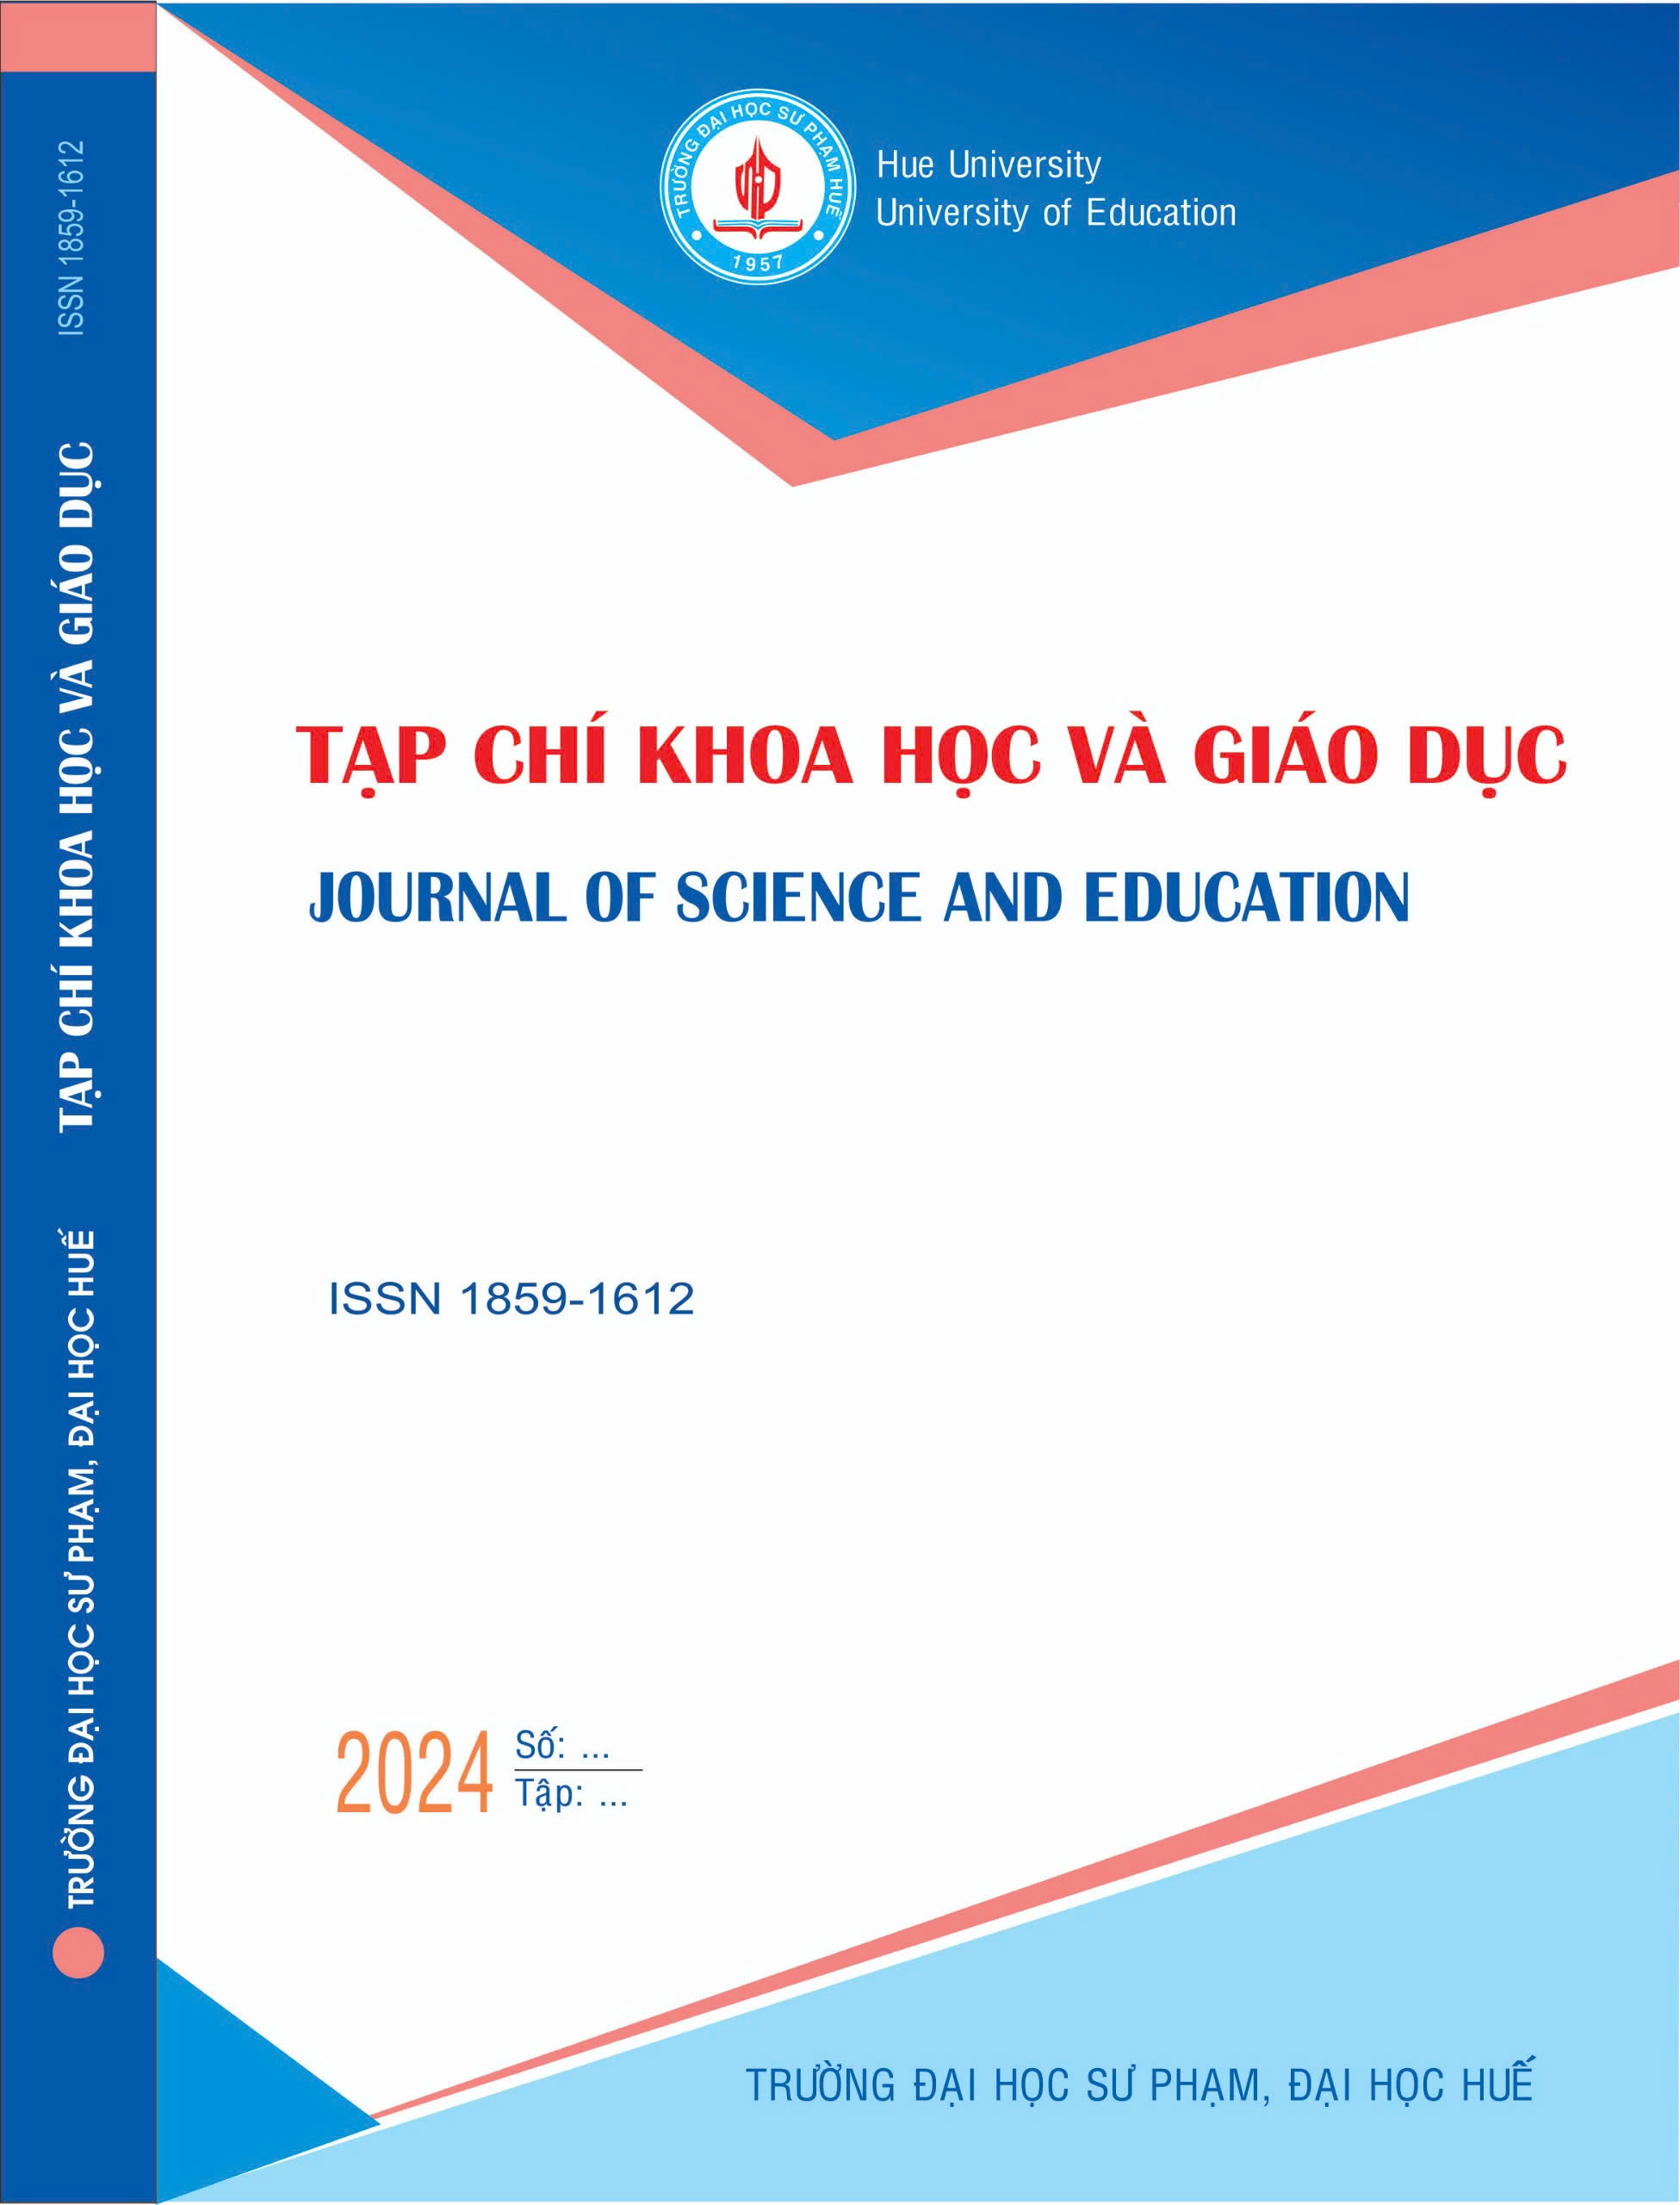 TRƯỜNG ĐẠI HỌC SƯ PHẠM HUẾ
1957
Hue University
University of Education
TẠP CHÍ KHOA HỌC VÀ GIÁO DỤC
JOURNAL OF SCIENCE AND EDUCATION
ISSN 1859-1612
2024
Số: ...
Tập: ...
TRƯỜNG ĐẠI HỌC SƯ PHẠM, ĐẠI HỌC HUẾ
TRƯỜNG ĐẠI HỌC SƯ PHẠM, ĐẠI HỌC HUẾ
TẠP CHÍ KHOA HỌC VÀ GIÁO DỤC
ISSN 1859-1612